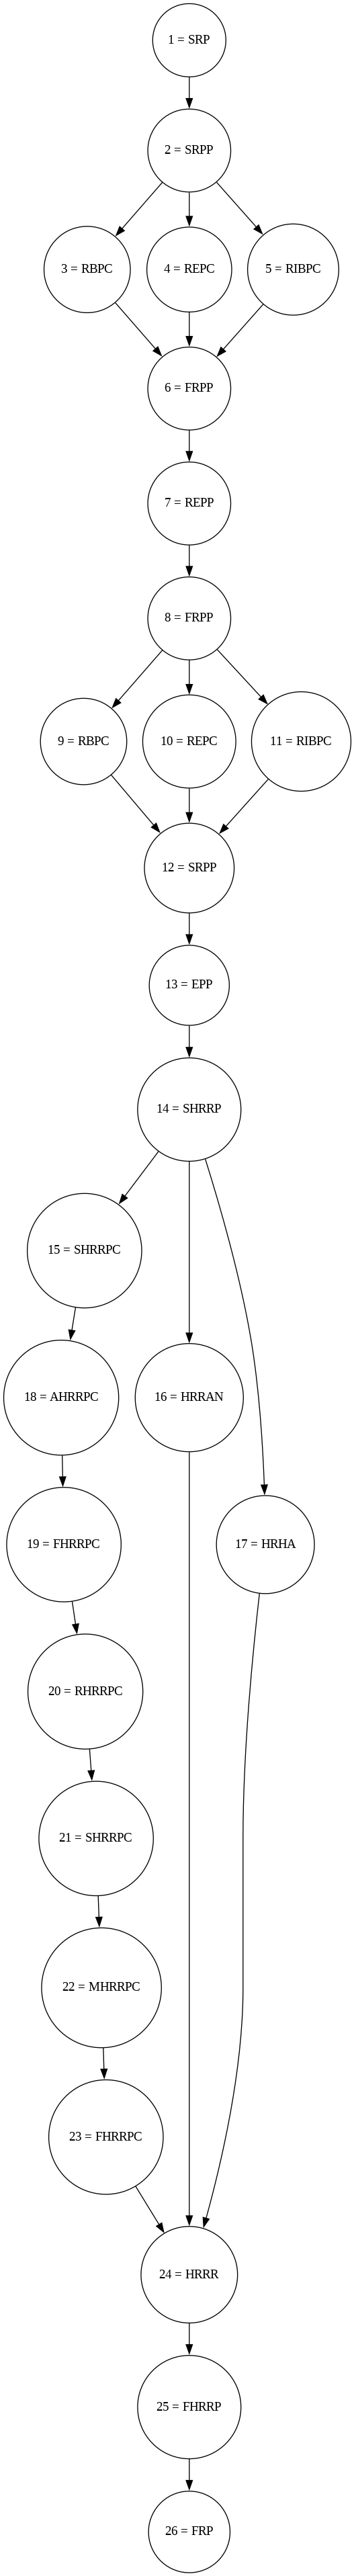 1 = SRP
2 = SRPP
3 = RBPC
4 = REPC
5 = RIBPC
6 = FRPP
7 = REPP
8 = FRPP
9 = RBPC
10 = REPC
11 = RIBPC
12 = SRPP
13 = EPP
14 = SHRRP
15 = SHRRPC
18 = AHRRPC
16 = HRRAN
19 = FHRRPC
17 = HRHA
20 = RHRRPC
21 = SHRRPC
22 = MHRRPC
23 = FHRRPC
24 = HRRR
25 = FHRRP
26 = FRP